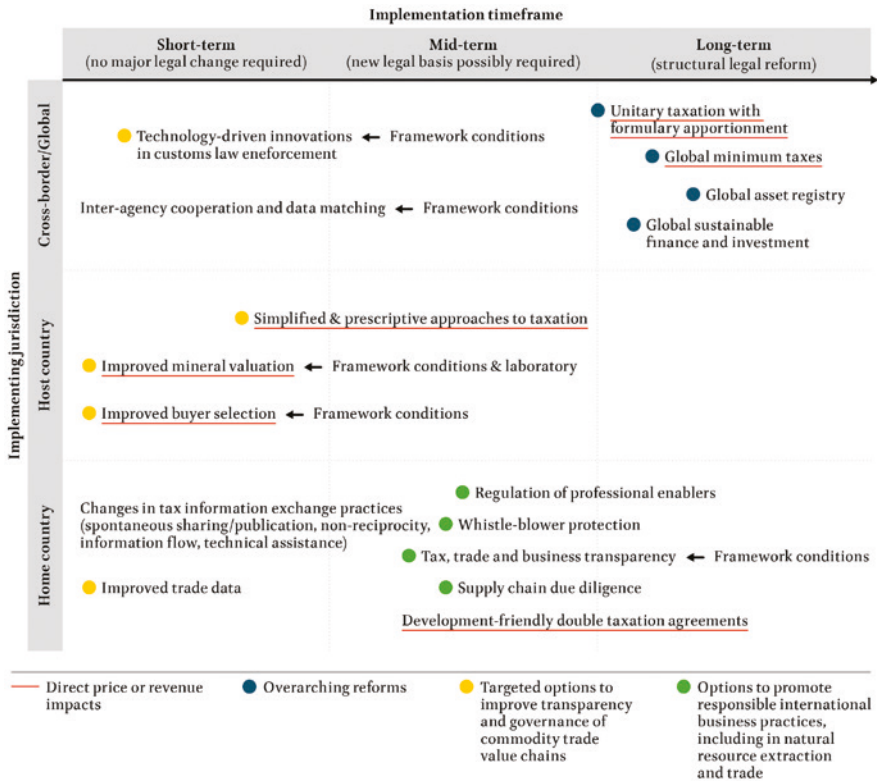 Implementation timeframe
Short-term
(no major legal change required)
Mid-term
(new legal basis possibly required)
Long-term
(structural legal reform)
Implementing jurisdiction
Cross-border/Global
Technology-driven innovations
in customs law eneforcement
Framework conditions
Unitary taxation with
formulary apportionment
Global minimum taxes
Inter-agency cooperation and data matching
Framework conditions
Global asset registry
Global sustainable
finance and investment
Host country
Simplified & prescriptive approaches to taxation
Improved mineral valuation
Framework conditions & laboratory
Improved buyer selection
Framework conditions
Home country
Changes in tax information exchange practices
(spontaneous sharing/publication, non-reciprocity,
information flow, technical assistance)
Regulation of professional enablers
Whistle-blower protection
Tax, trade and business transparency
Framework conditions
Improved trade data
Supply chain due diligence
Development-friendly double taxation agreements
Direct price or revenue
impacts
Overarching reforms
Targeted options to
improve transparency
and governance of
commodity trade
value chains
Options to promote
responsible international
business practices,
including in natural
resource extraction
and trade